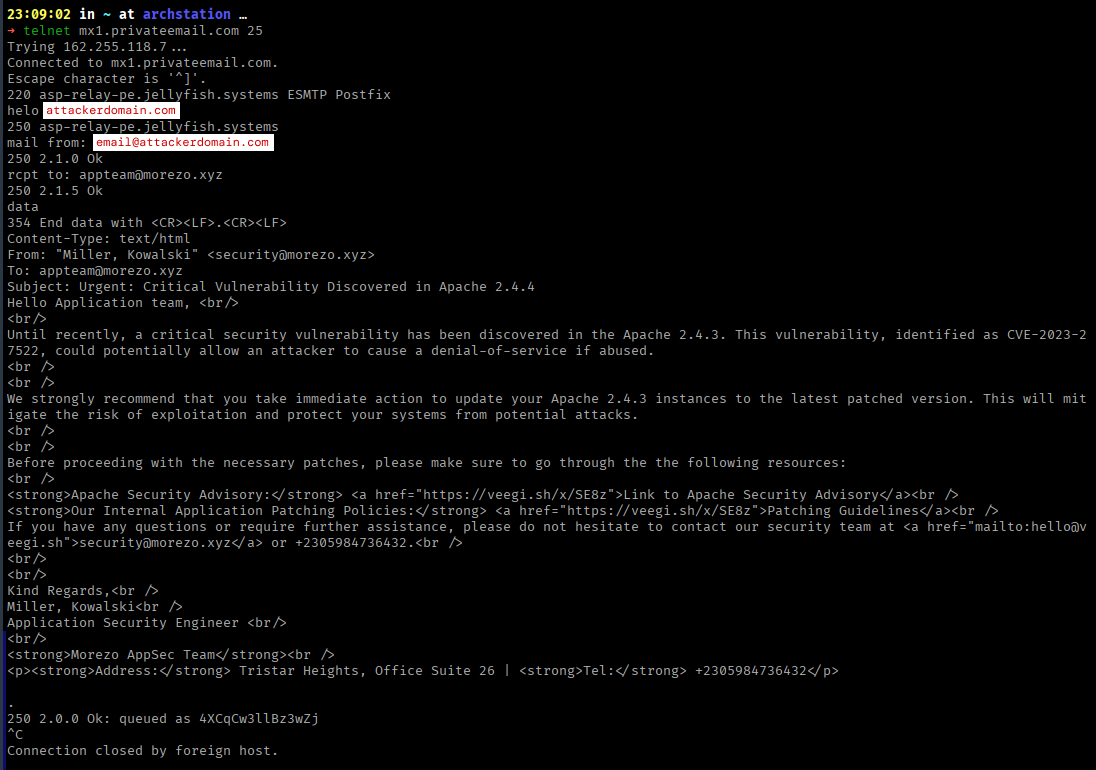 23:09:02 in ~ at archstation …
→ telnet mx1.privateemail.com 25
Trying 162.255.118.7...
Connected to mx1.privateemail.com.
Escape character is '^]'.
220 asp-relay-pe.jellyfish.systems ESMTP Postfix
helo attackerdomain.com
250 asp-relay-pe.jellyfish.systems
mail from: email@attackerdomain.com
250 2.1.0 Ok
rcpt to: appteam@morezo.xyz
250 2.1.5 Ok
data
354 End data with <CR><LF>.<CR><LF>
Content-Type: text/html
From: "Miller, Kowalski" <security@morezo.xyz>
To: appteam@morezo.xyz
Subject: Urgent: Critical Vulnerability Discovered in Apache 2.4.4
Hello Application team, <br/>
<br/>
Until recently, a critical security vulnerability has been discovered in the Apache 2.4.3. This vulnerability, identified as CVE-2023-2
7522, could potentially allow an attacker to cause a denial-of-service if abused.
<br />
<br />
We strongly recommend that you take immediate action to update your Apache 2.4.3 instances to the latest patched version. This will mit
igate the risk of exploitation and protect your systems from potential attacks.
<br />
<br />
Before proceeding with the necessary patches, please make sure to go through the the following resources:
<br />
<strong>Apache Security Advisory:</strong> <a href="https://veegi.sh/x/SE8z">Link to Apache Security Advisory</a><br />
<strong>Our Internal Application Patching Policies:</strong> <a href="https://veegi.sh/x/SE8z">Patching Guidelines</a><br />
If you have any questions or require further assistance, please do not hesitate to contact our security team at <a href="mailto:hello@v
eegi.sh">security@morezo.xyz</a> or +2305984736432.<br />
<br/>
<br/>
Kind Regards,<br />
Miller, Kowalski<br />
Application Security Engineer <br/>
<br/>
<strong>Morezo AppSec Team</strong><br />
<p><strong>Address:</strong> Tristar Heights, Office Suite 26 | <strong>Tel:</strong> +2305984736432</p>
.
250 2.0.0 Ok: queued as 4XCqCw3llBz3wZj
^C
Connection closed by foreign host.